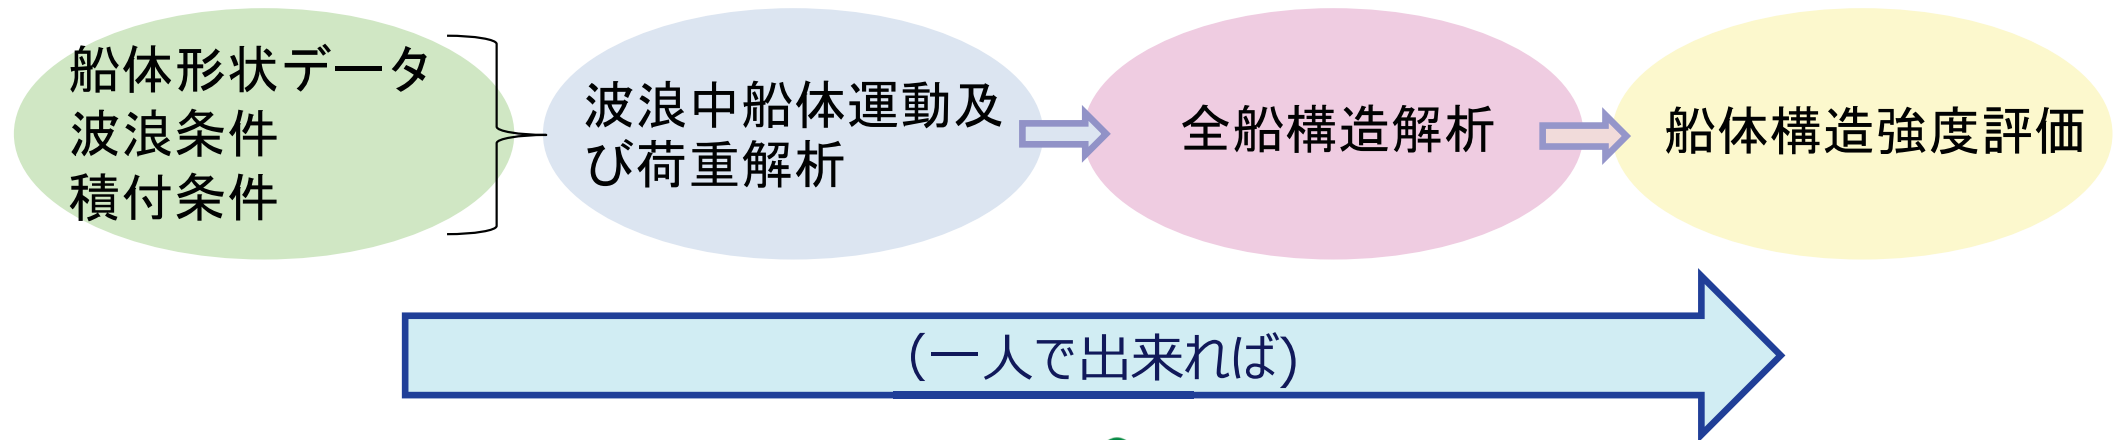 船体形状データ
波浪条件
積付条件
波浪中船体運動及
び荷重解析
全船構造解析
船体構造強度評価
(一人で出来れば)